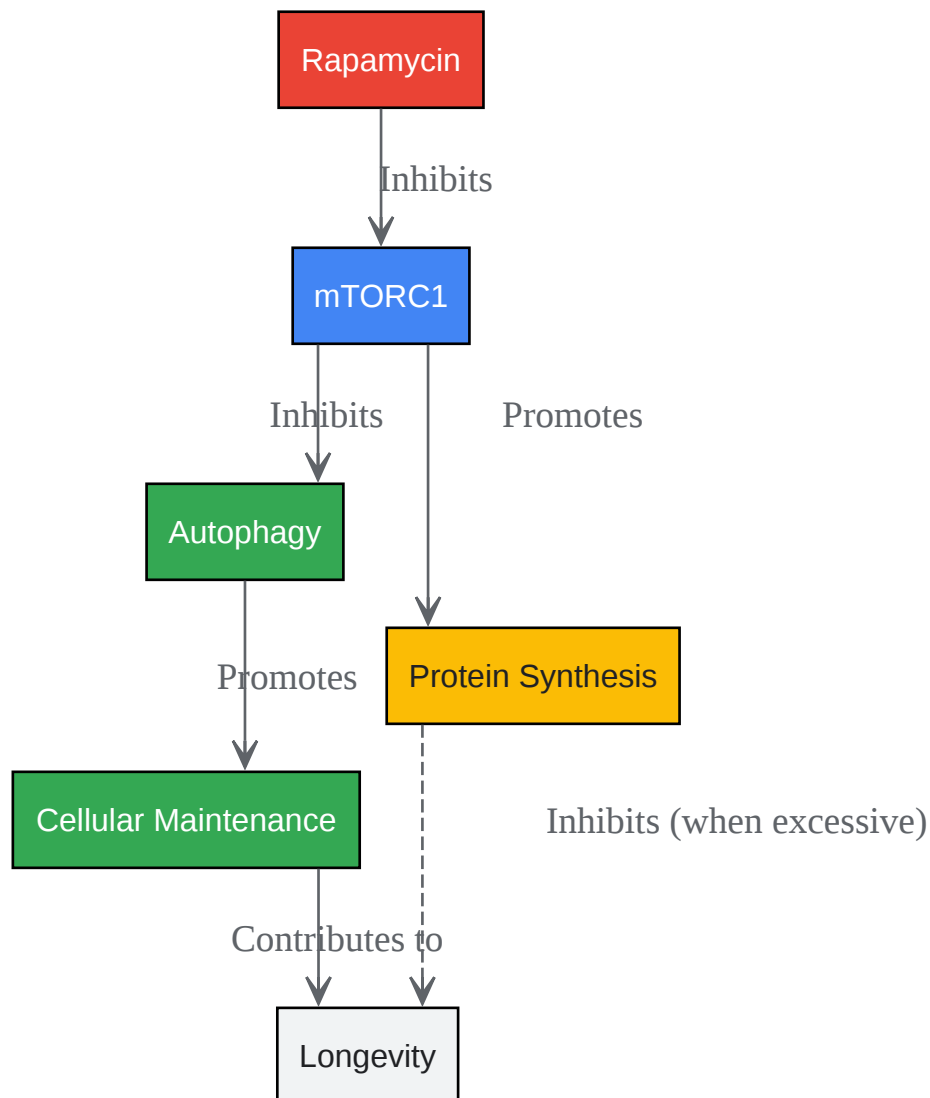 Rapamycin
Inhibits
mTORC1
Inhibits
Promotes
Autophagy
Promotes
Protein Synthesis
Cellular Maintenance
Inhibits (when excessive)
Contributes to
Longevity